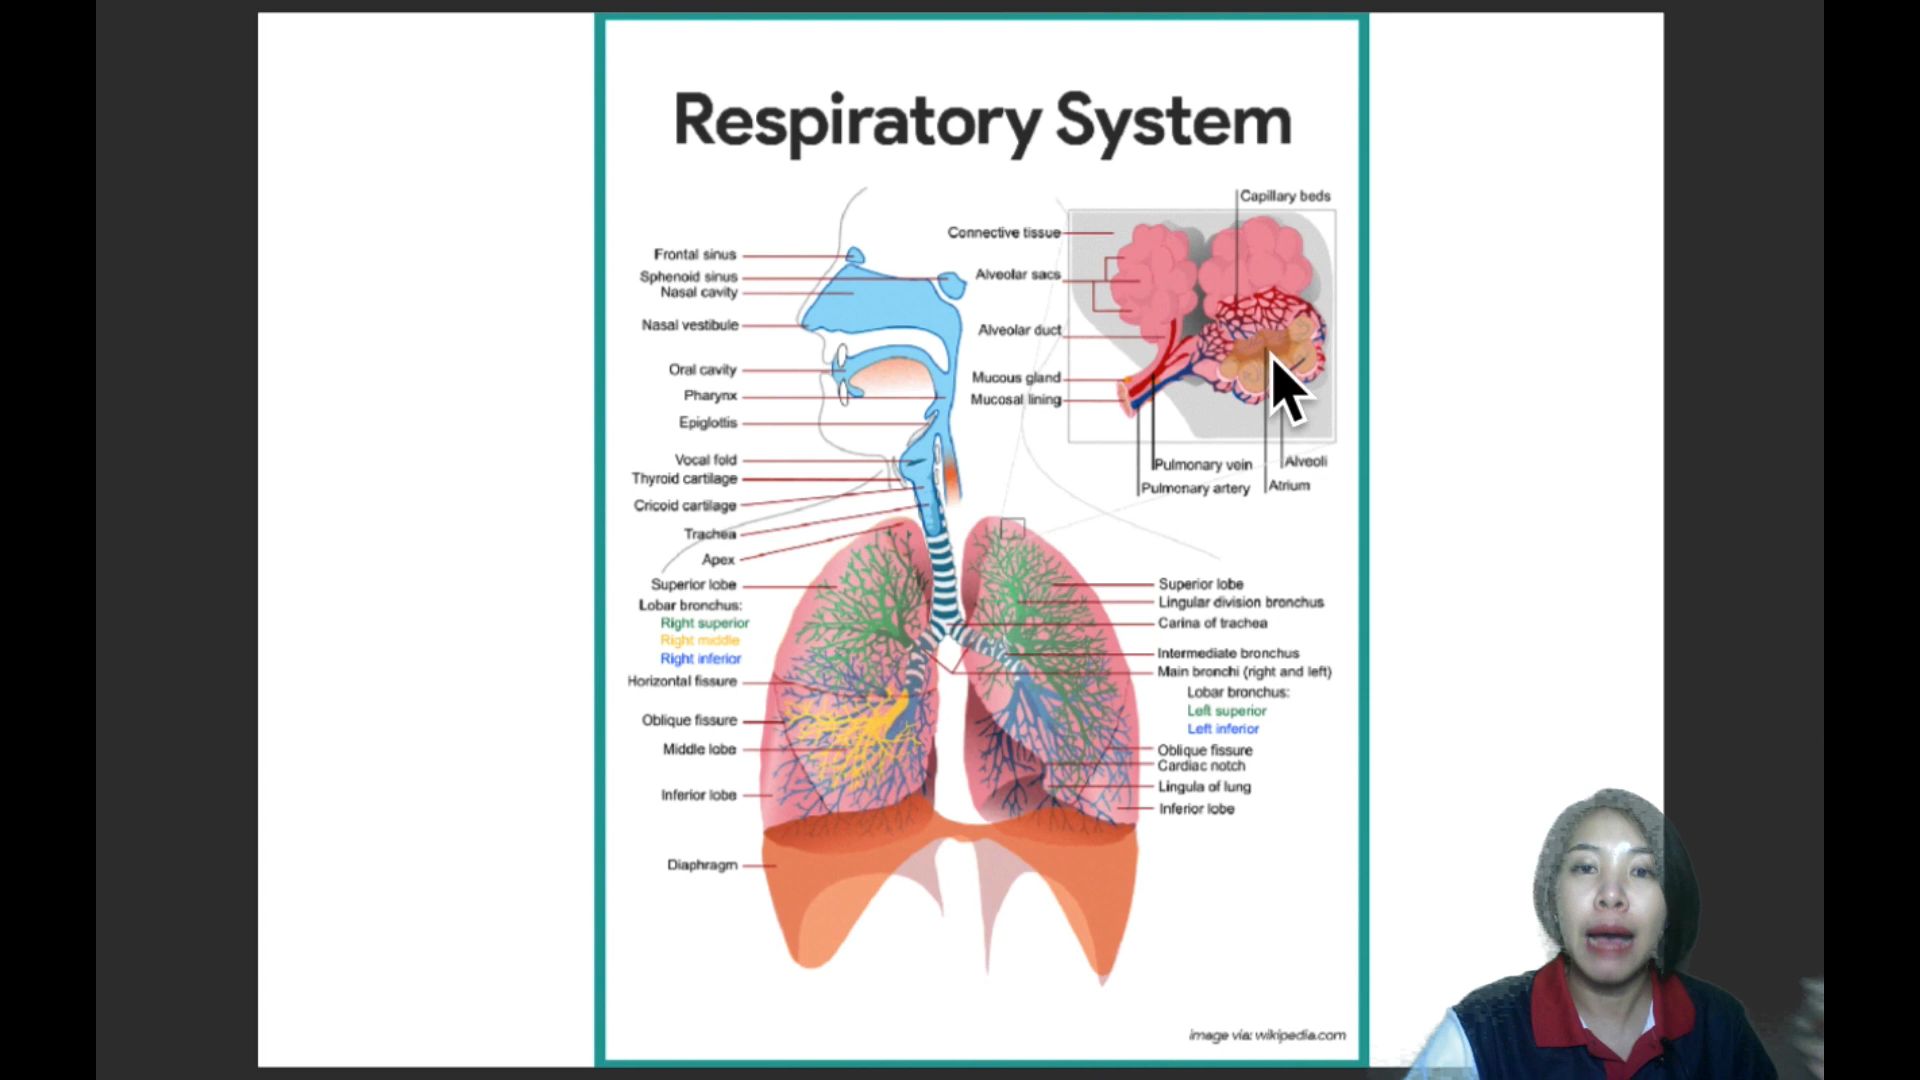 Respiratory System
Capillary beds
Connective tissue
Alveolar sacs
Alveolar duct
Mucous gland
Mucosal lining
Pulmonary vein
Alveoli
Pulmonary artery
Atrium
Frontal sinus
Sphenoid sinus
Nasal cavity
Nasal vestibule
Oral cavity
Pharynx
Epiglottis
Vocal fold
Thyroid cartilage
Cricoid cartilage
Trachea
Apex
Superior lobe
Lobar bronchus:
Right superior
Right middle
Right inferior
Horizontal fissure
Oblique fissure
Middle lobe
Inferior lobe
Diaphragm
Superior lobe
Lingular division bronchus
Carina of trachea
Intermediate bronchus
Main bronchi (right and left)
Lobar bronchus:
Left superior
Left inferior
Oblique fissure
Cardiac notch
Lingula of lung
Inferior lobe
image via: wikipedia.com